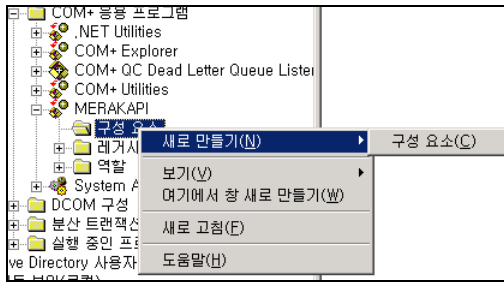 COM+ 응용 프로그램
.NET Utilities
COM+ Explorer
COM+ QC Dead Letter Queue Lister
COM+ Utilities
MERAKAPI
구성 요소
레거시
역할
System A
DCOM 구성
분산 트랜잭션
실행 중인 프로
ve Directory 사용자
새로 만들기(N)
구성 요소(C)
보기(V)
여기에서 창 새로 만들기(W)
새로 고침(F)
도움말(H)